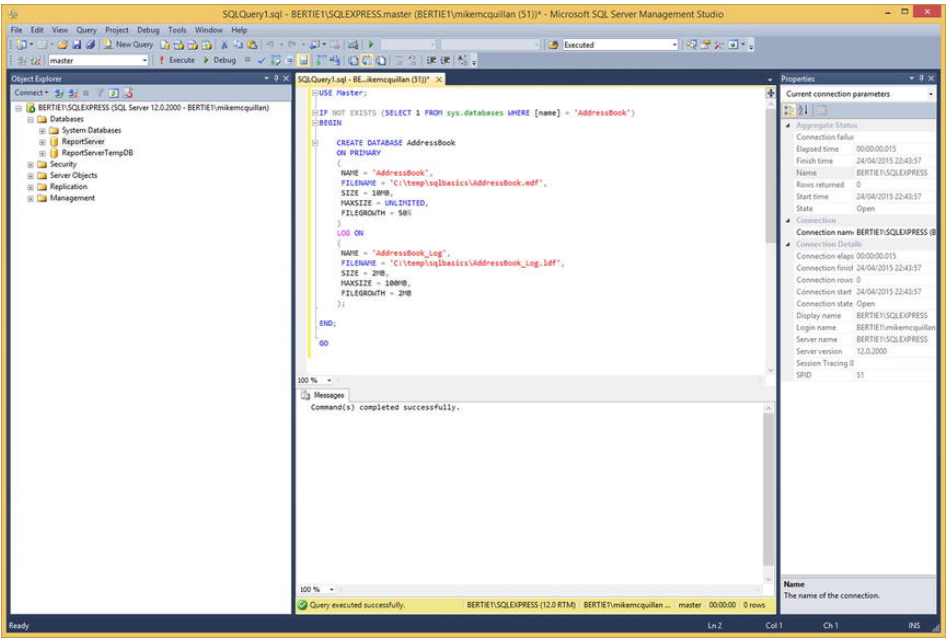 SQLQuery1.sql - BERTIE1\SQLEXPRESS.master (BERTIE1\mikemcquillan (51))* - Microsoft SQL Server Management Studio
File Edit View Query Project Debug Tools Window Help
New Query
Executed
master
Execute Debug
Object Explorer
Connect
BERTIE1\SQLEXPRESS (SQL Server 12.0.2000 - BERTIE1\mikemcquillan)
Databases
System Databases
ReportServer
ReportServerTempDB
Security
Server Objects
Replication
Management
SQLQuery1.sql - BE...ikemcquillan (51))*
USE Master;
IF NOT EXISTS (SELECT 1 FROM sys.databases WHERE [name] = 'AddressBook')
BEGIN
CREATE DATABASE AddressBook
ON PRIMARY
(
NAME = 'AddressBook',
FILENAME = 'C:\temp\sqlbasics\AddressBook.mdf',
SIZE = 10MB,
MAXSIZE = UNLIMITED,
FILEGROWTH = 50%
)
LOG ON
(
NAME = 'AddressBook_Log',
FILENAME = 'C:\temp\sqlbasics\AddressBook_Log.ldf',
SIZE = 2MB,
MAXSIZE = 100MB,
FILEGROWTH = 2MB
);
END;
GO
100 %
Messages
Command(s) completed successfully.
100 %
Query executed successfully. BERTIE1\SQLEXPRESS (12.0 RTM) BERTIE1\mikemcquillan ... master 00:00:00 0 rows
Properties
Current connection parameters
Aggregate Status
Connection failur
Elapsed time 00:00:00.015
Finish time 24/04/2015 22:43:57
Name BERTIE1\SQLEXPRESS
Rows returned 0
Start time 24/04/2015 22:43:57
State Open
Connection
Connection nam BERTIE1\SQLEXPRESS (B
Connection Details
Connection elaps 00:00:00.015
Connection finish 24/04/2015 22:43:57
Connection rows 0
Connection start 24/04/2015 22:43:57
Connection state Open
Display name BERTIE1\SQLEXPRESS
Login name BERTIE1\mikemcquillan
Server name BERTIE1\SQLEXPRESS
Server version 12.0.2000
Session Tracing ID
SPID 51
Name
The name of the connection.
Ready Ln 2 Col 1 Ch 1 INS